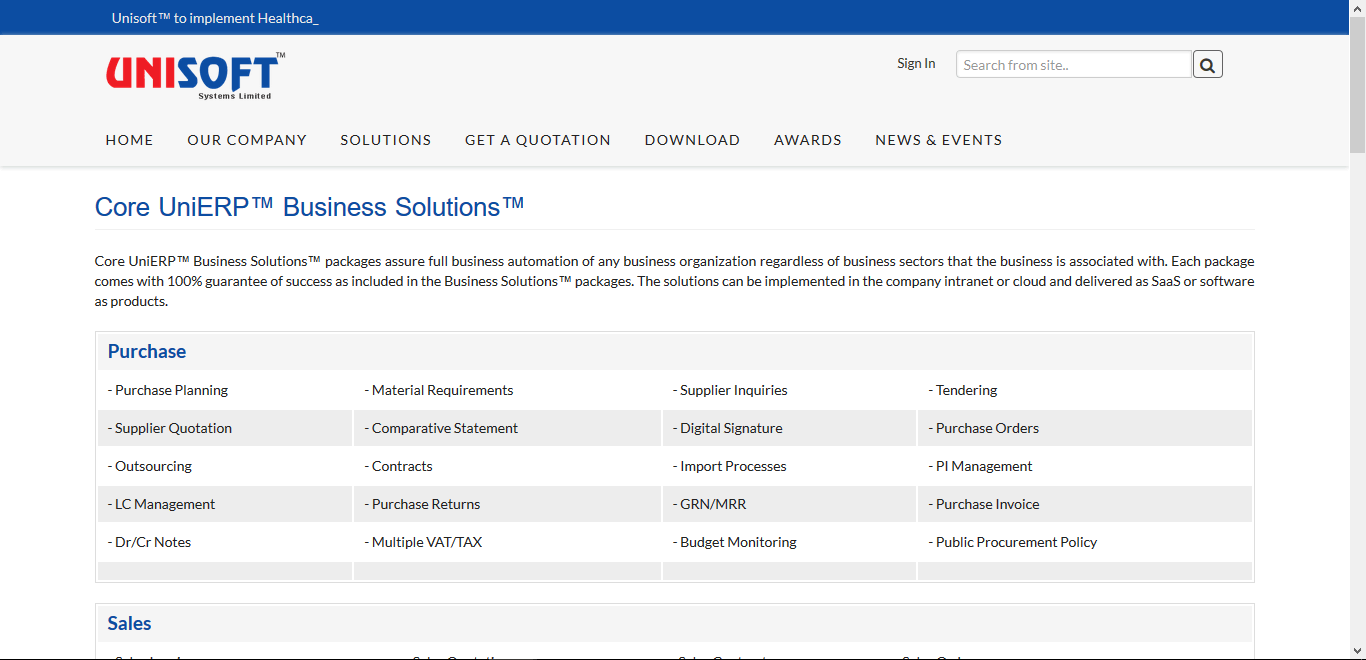 Unisoft™ to implement Healthca_
UNISOFT™
Systems Limited
Sign In
Search from site..
HOME OUR COMPANY SOLUTIONS GET A QUOTATION DOWNLOAD AWARDS NEWS & EVENTS
Core UniERP™ Business Solutions™
Core UniERP™ Business Solutions™ packages assure full business automation of any business organization regardless of business sectors that the business is associated with. Each package
comes with 100% guarantee of success as included in the Business Solutions™ packages. The solutions can be implemented in the company intranet or cloud and delivered as SaaS or software
as products.
Purchase
- Purchase Planning - Material Requirements - Supplier Inquiries - Tendering
- Supplier Quotation - Comparative Statement - Digital Signature - Purchase Orders
- Outsourcing - Contracts - Import Processes - PI Management
- LC Management - Purchase Returns - GRN/MRR - Purchase Invoice
- Dr/Cr Notes - Multiple VAT/TAX - Budget Monitoring - Public Procurement Policy
Sales